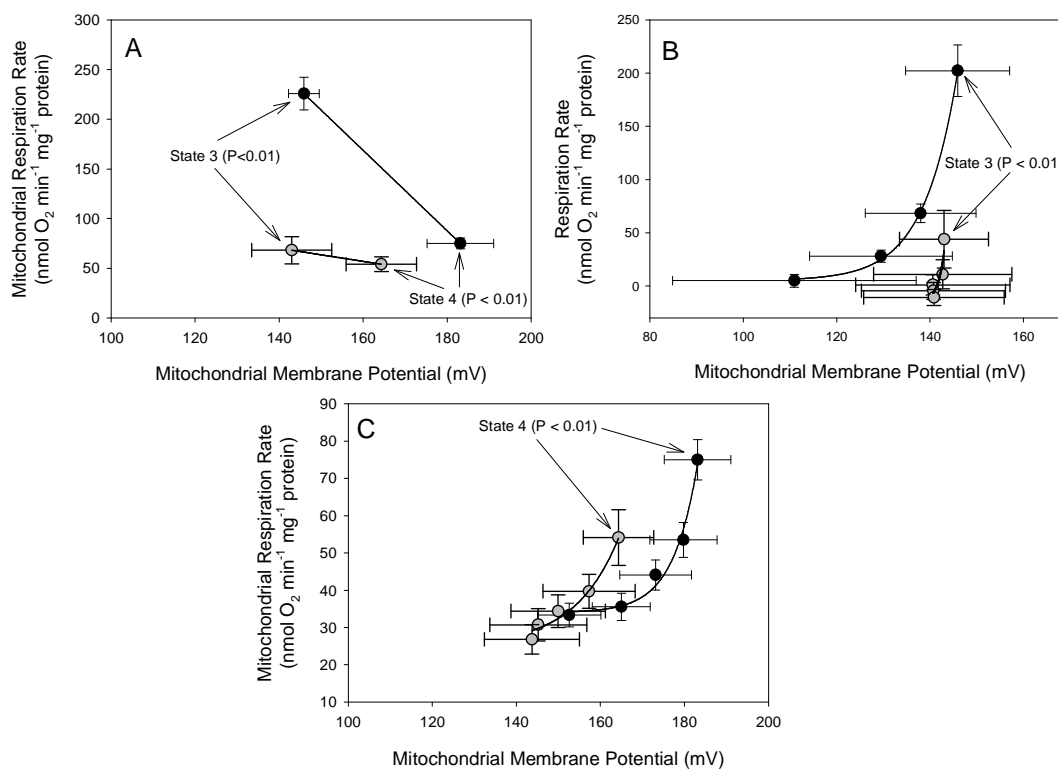 A
Mitochondrial Respiration Rate
(nmol O₂ min⁻¹ mg⁻¹ protein)
300
250
200
150
100
50
0
State 3 (P<0.01)
State 4 (P < 0.01)
100 120 140 160 180 200
Mitochondrial Membrane Potential (mV)
B
Respiration Rate
(nmol O₂ min⁻¹ mg⁻¹ protein)
250
200
150
100
50
0
State 3 (P < 0.01
80 100 120 140 160
Mitochondrial Membrane Potential (mV)
C
Mitochondrial Respiration Rate
(nmol O₂ min⁻¹ mg⁻¹ protein)
90
80
70
60
50
40
30
20
10
State 4 (P < 0.01)
100 120 140 160 180 200
Mitochondrial Membrane Potential (mV)